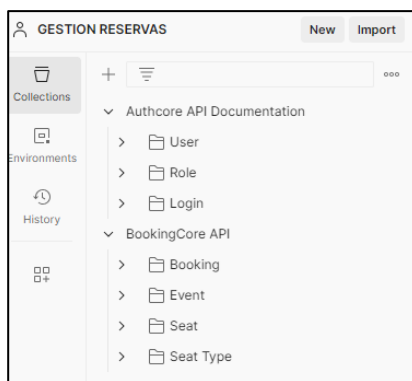 GESTION RESERVAS
New
Import
Collections
Environments
History
Authcore API Documentation
User
Role
Login
BookingCore API
Booking
Event
Seat
Seat Type